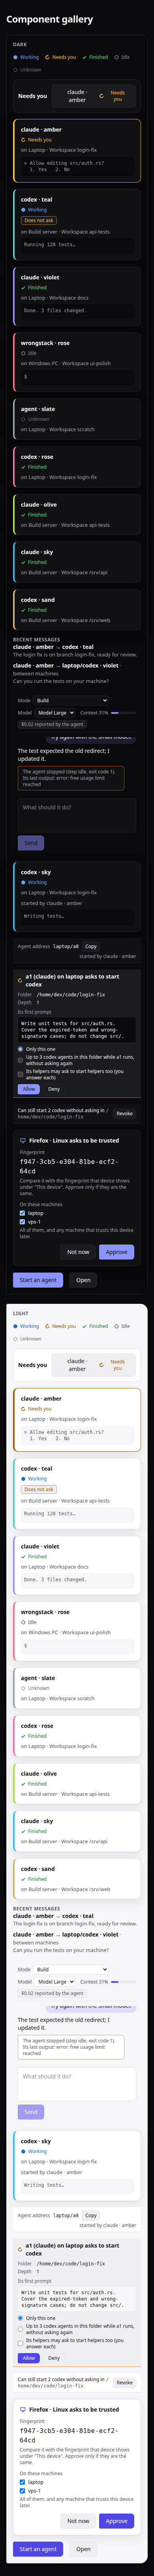 Component gallery
DARK
Working
Needs you
Finished
Idle
Unknown
Needs you
claude · amber
Needs you
claude · amber
Needs you
on Laptop · Workspace login-fix
> Allow editing src/auth.rs?
1. Yes 2. No
codex · teal
Working
Does not ask
on Build server · Workspace api-tests
Running 128 tests…
claude · violet
Finished
on Laptop · Workspace docs
Done. 3 files changed.
wrongstack · rose
Idle
on Windows PC · Workspace ui-polish
$
agent · slate
Unknown
on Laptop · Workspace scratch
codex · rose
Finished
on Laptop · Workspace login-fix
claude · olive
Finished
on Build server · Workspace api-tests
claude · sky
Finished
on Build server · Workspace /srv/api
codex · sand
Finished
on Build server · Workspace /srv/web
RECENT MESSAGES
claude · amber → codex · teal
The login fix is on branch login-fix, ready for review.
claude · amber → laptop/codex · violet ·
between machines
Can you run the tests on your machine?
Mode Build
Model Model Large Context 31%
$0.02 reported by the agent
Try again with the small model.
The test expected the old redirect; I
updated it.
The agent stopped (step idle, exit code 1).
Its last output: error: free usage limit
reached
What should it do?
Send
codex · sky
Working
on Laptop · Workspace login-fix
started by claude · amber
Writing tests…
Agent address laptop/a8 Copy
started by claude · amber
a1 (claude) on laptop asks to start
codex
Folder /home/dev/code/login-fix
Depth 1
Its first prompt
Write unit tests for src/auth.rs.
Cover the expired-token and wrong-
signature cases; do not change src/.
Only this one
Up to 3 codex agents in this folder while a1 runs,
without asking again
Its helpers may ask to start helpers too (you
answer each)
Allow
Deny
Can still start 2 codex without asking in /
home/dev/code/login-fix
Revoke
Firefox · Linux asks to be trusted
Fingerprint
f947-3cb5-e304-81be-ecf2-
64cd
Compare it with the fingerprint that device shows
under "This device". Approve only if they are the
same.
On these machines
laptop
vps-1
All of them, and any machine that trusts this device
later.
Not now
Approve
Start an agent
Open
LIGHT
Working
Needs you
Finished
Idle
Unknown
Needs you
claude · amber
Needs you
claude · amber
Needs you
on Laptop · Workspace login-fix
> Allow editing src/auth.rs?
1. Yes 2. No
codex · teal
Working
Does not ask
on Build server · Workspace api-tests
Running 128 tests…
claude · violet
Finished
on Laptop · Workspace docs
Done. 3 files changed.
wrongstack · rose
Idle
on Windows PC · Workspace ui-polish
$
agent · slate
Unknown
on Laptop · Workspace scratch
codex · rose
Finished
on Laptop · Workspace login-fix
claude · olive
Finished
on Build server · Workspace api-tests
claude · sky
Finished
on Build server · Workspace /srv/api
codex · sand
Finished
on Build server · Workspace /srv/web
RECENT MESSAGES
claude · amber → codex · teal
The login fix is on branch login-fix, ready for review.
claude · amber → laptop/codex · violet ·
between machines
Can you run the tests on your machine?
Mode Build
Model Model Large Context 31%
$0.02 reported by the agent
Try again with the small model.
The test expected the old redirect; I
updated it.
The agent stopped (step idle, exit code 1).
Its last output: error: free usage limit
reached
What should it do?
Send
codex · sky
Working
on Laptop · Workspace login-fix
started by claude · amber
Writing tests…
Agent address laptop/a8 Copy
started by claude · amber
a1 (claude) on laptop asks to start
codex
Folder /home/dev/code/login-fix
Depth 1
Its first prompt
Write unit tests for src/auth.rs.
Cover the expired-token and wrong-
signature cases; do not change src/.
Only this one
Up to 3 codex agents in this folder while a1 runs,
without asking again
Its helpers may ask to start helpers too (you
answer each)
Allow
Deny
Can still start 2 codex without asking in /
home/dev/code/login-fix
Revoke
Firefox · Linux asks to be trusted
Fingerprint
f947-3cb5-e304-81be-ecf2-
64cd
Compare it with the fingerprint that device shows
under "This device". Approve only if they are the
same.
On these machines
laptop
vps-1
All of them, and any machine that trusts this device
later.
Not now
Approve
Start an agent
Open